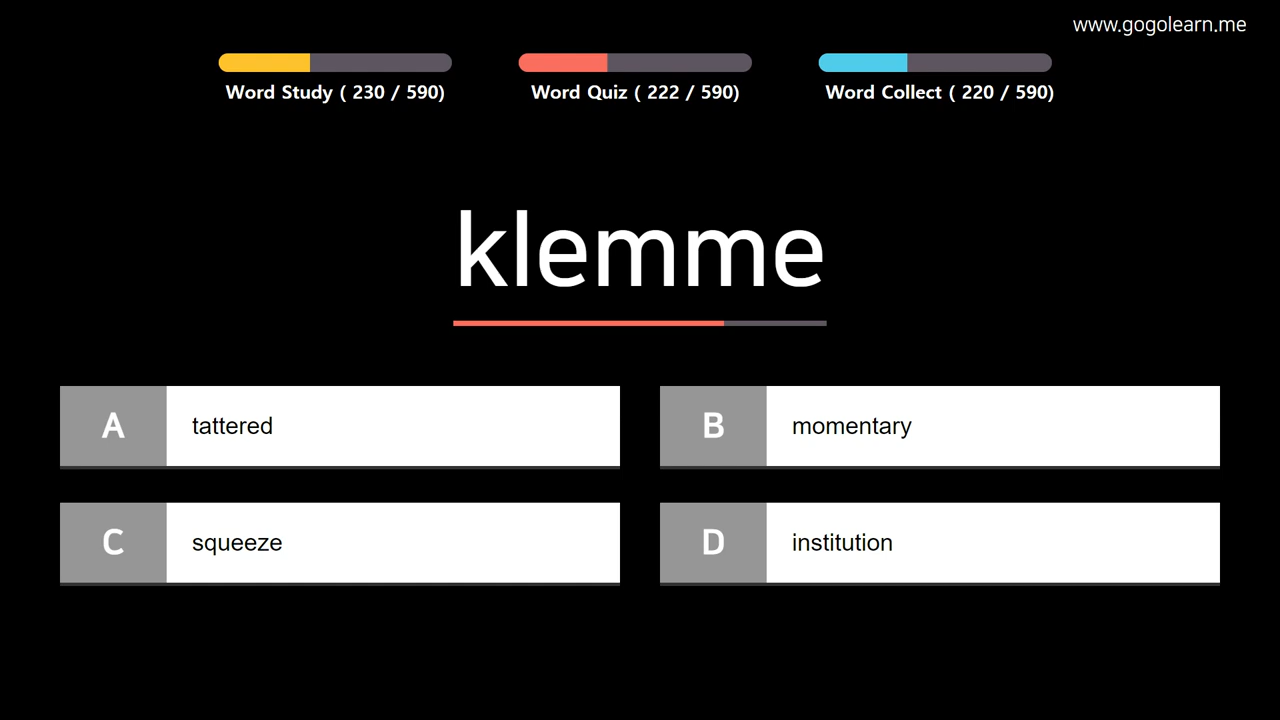 www.gogolearn.me
Word Study ( 230 / 590)
Word Quiz ( 222 / 590)
Word Collect ( 220 / 590)
klemme
A tattered
B momentary
C squeeze
D institution